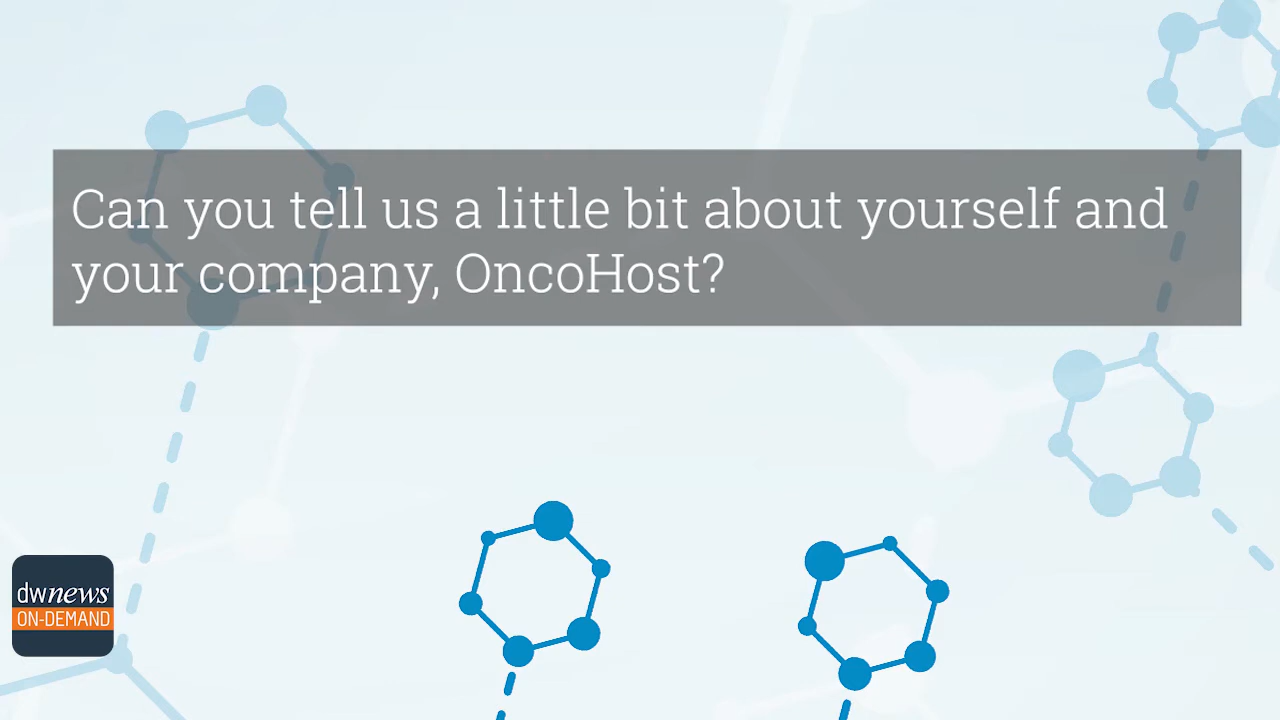 Can you tell us a little bit about yourself and
your company, OncoHost?
dwnews
ON-DEMAND